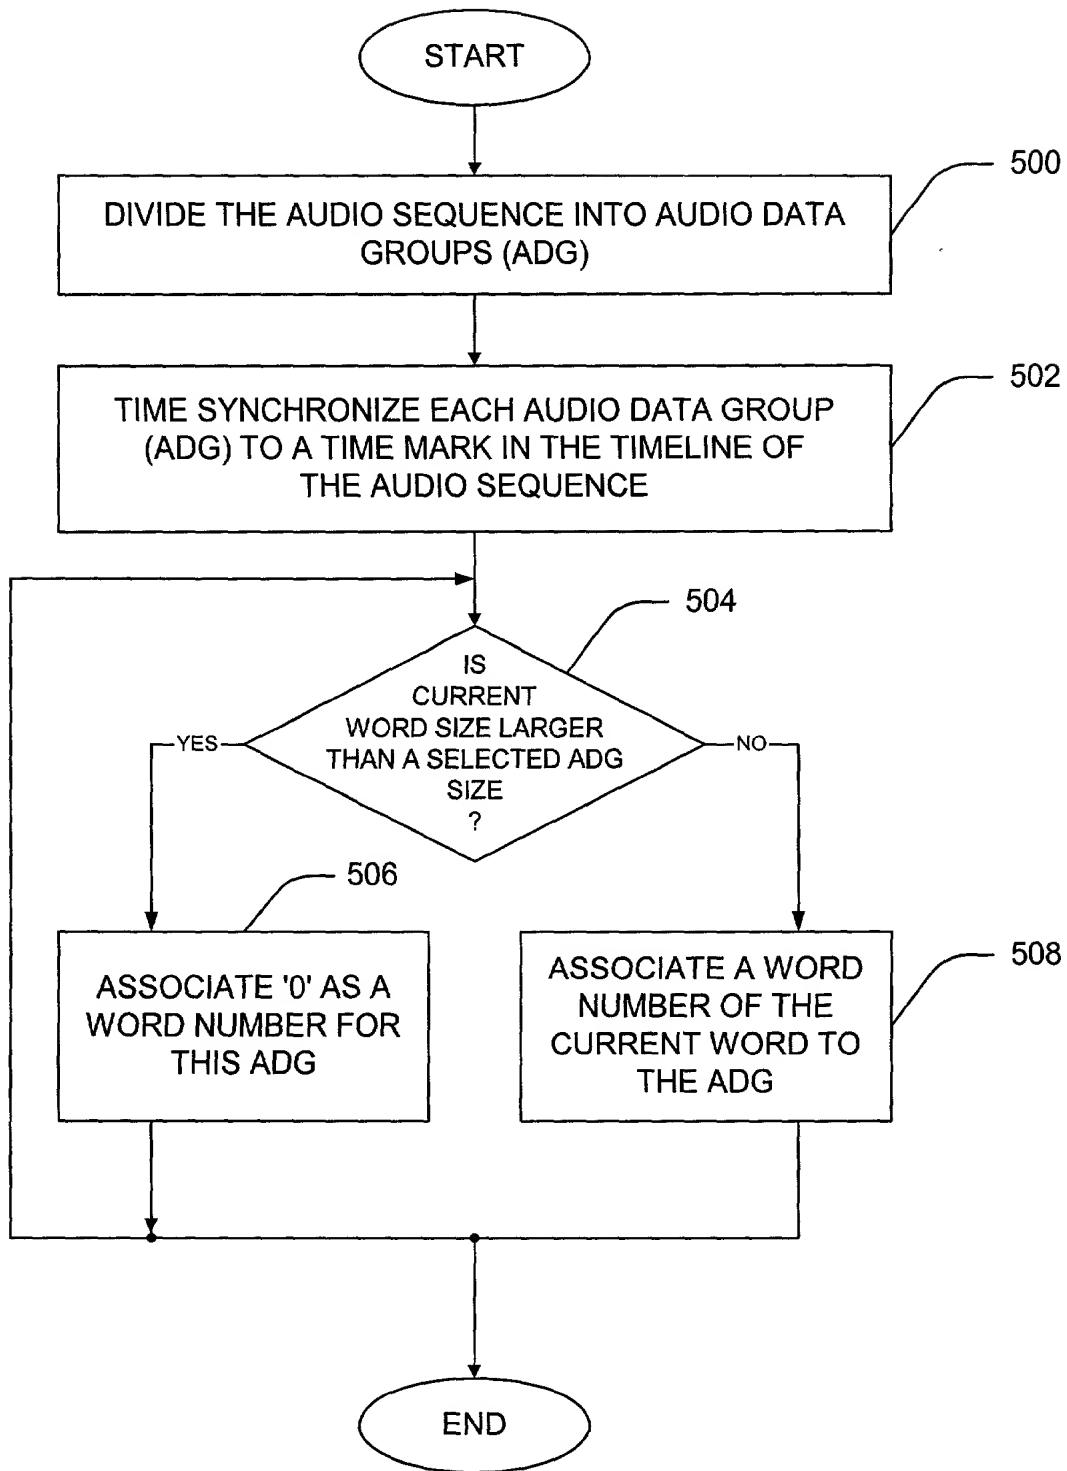 START
500
DIVIDE THE AUDIO SEQUENCE INTO AUDIO DATA
GROUPS (ADG)
502
TIME SYNCHRONIZE EACH AUDIO DATA GROUP
(ADG) TO A TIME MARK IN THE TIMELINE OF
THE AUDIO SEQUENCE
504
IS
CURRENT
WORD SIZE LARGER
THAN A SELECTED ADG
SIZE
?
YES
NO
506
ASSOCIATE '0' AS A
WORD NUMBER FOR
THIS ADG
508
ASSOCIATE A WORD
NUMBER OF THE
CURRENT WORD TO
THE ADG
END